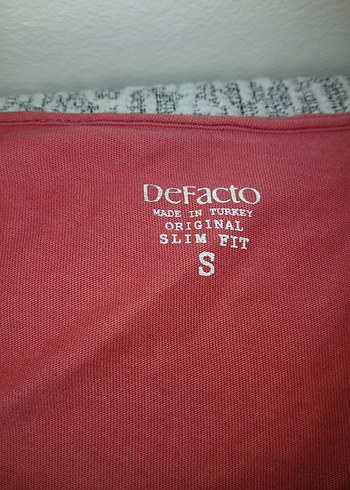 DeFacto
MADE IN TURKEY
ORIGINAL
SLIM FIT
S